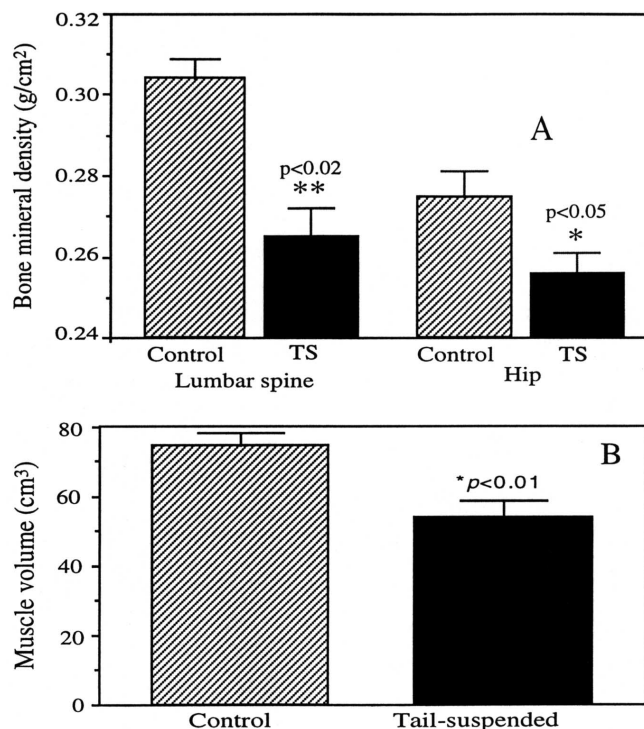 Bone mineral density (g/cm²)
0.32
0.30
0.28
0.26
0.24
A
p<0.02
**
p<0.05
*
Control
TS
Control
TS
Lumbar spine
Hip
Muscle volume (cm³)
80
60
40
20
0
B
*p<0.01
Control
Tail-suspended